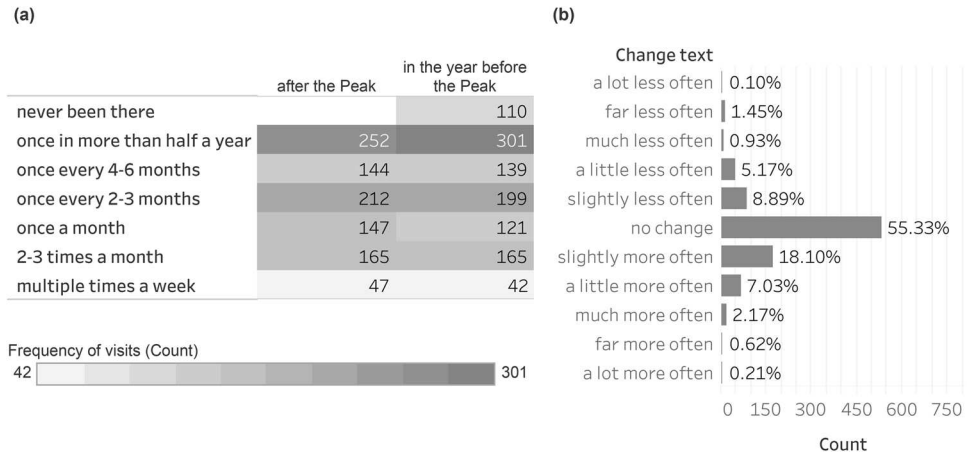 (a)
after the Peak
in the year before
the Peak
never been there 110
once in more than half a year 252 301
once every 4-6 months 144 139
once every 2-3 months 212 199
once a month 147 121
2-3 times a month 165 165
multiple times a week 47 42
Frequency of visits (Count)
42 301
(b)
Change text
a lot less often 0.10%
far less often 1.45%
much less often 0.93%
a little less often 5.17%
slightly less often 8.89%
no change 55.33%
slightly more often 18.10%
a little more often 7.03%
much more often 2.17%
far more often 0.62%
a lot more often 0.21%
0 150 300 450 600 750
Count